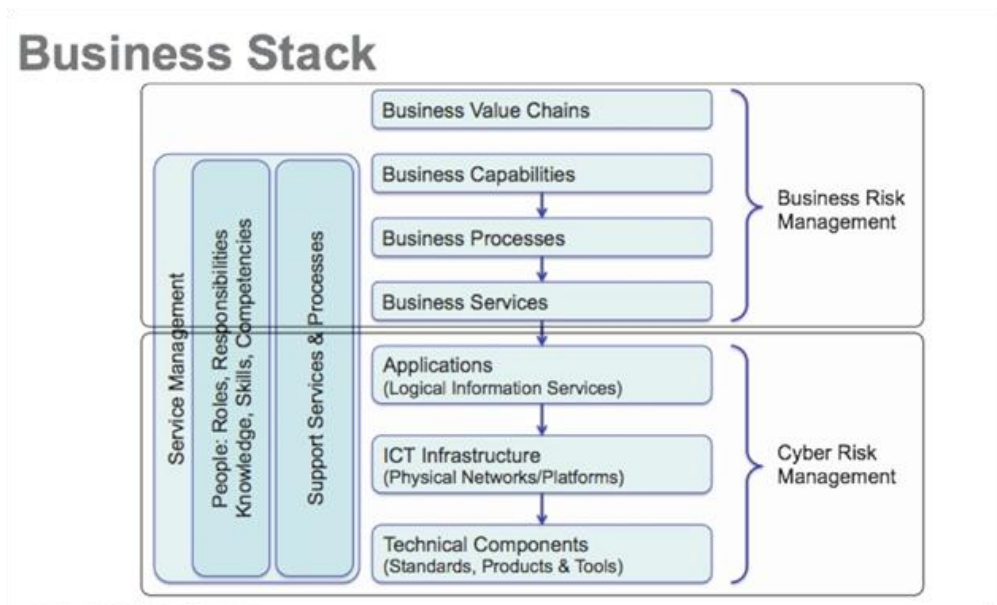 Business Stack
Business Value Chains
Business Capabilities
Business Processes
Business Services
Business Risk
Management
Service Management
People: Roles, Responsibilities
Knowledge, Skills, Competencies
Support Services & Processes
Applications
(Logical Information Services)
ICT Infrastructure
(Physical Networks/Platforms)
Technical Components
(Standards, Products & Tools)
Cyber Risk
Management